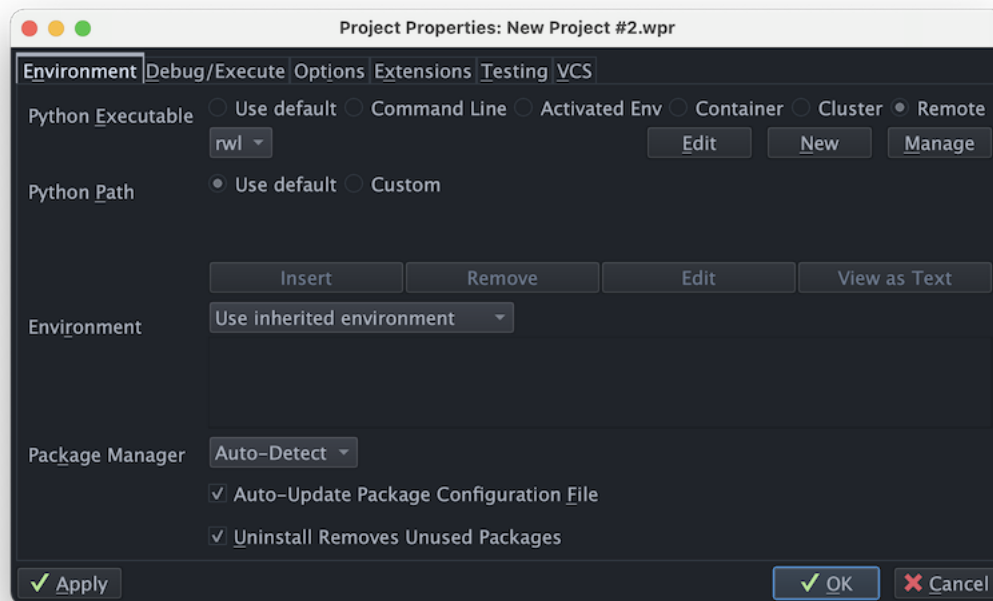 Project Properties: New Project #2.wpr
Environment Debug/Execute Options Extensions Testing VCS
Python Executable Use default Command Line Activated Env Container Cluster Remote
rwl Edit New Manage
Python Path Use default Custom
Insert Remove Edit View as Text
Environment Use inherited environment
Package Manager Auto-Detect
Auto-Update Package Configuration File
Uninstall Removes Unused Packages
Apply OK Cancel